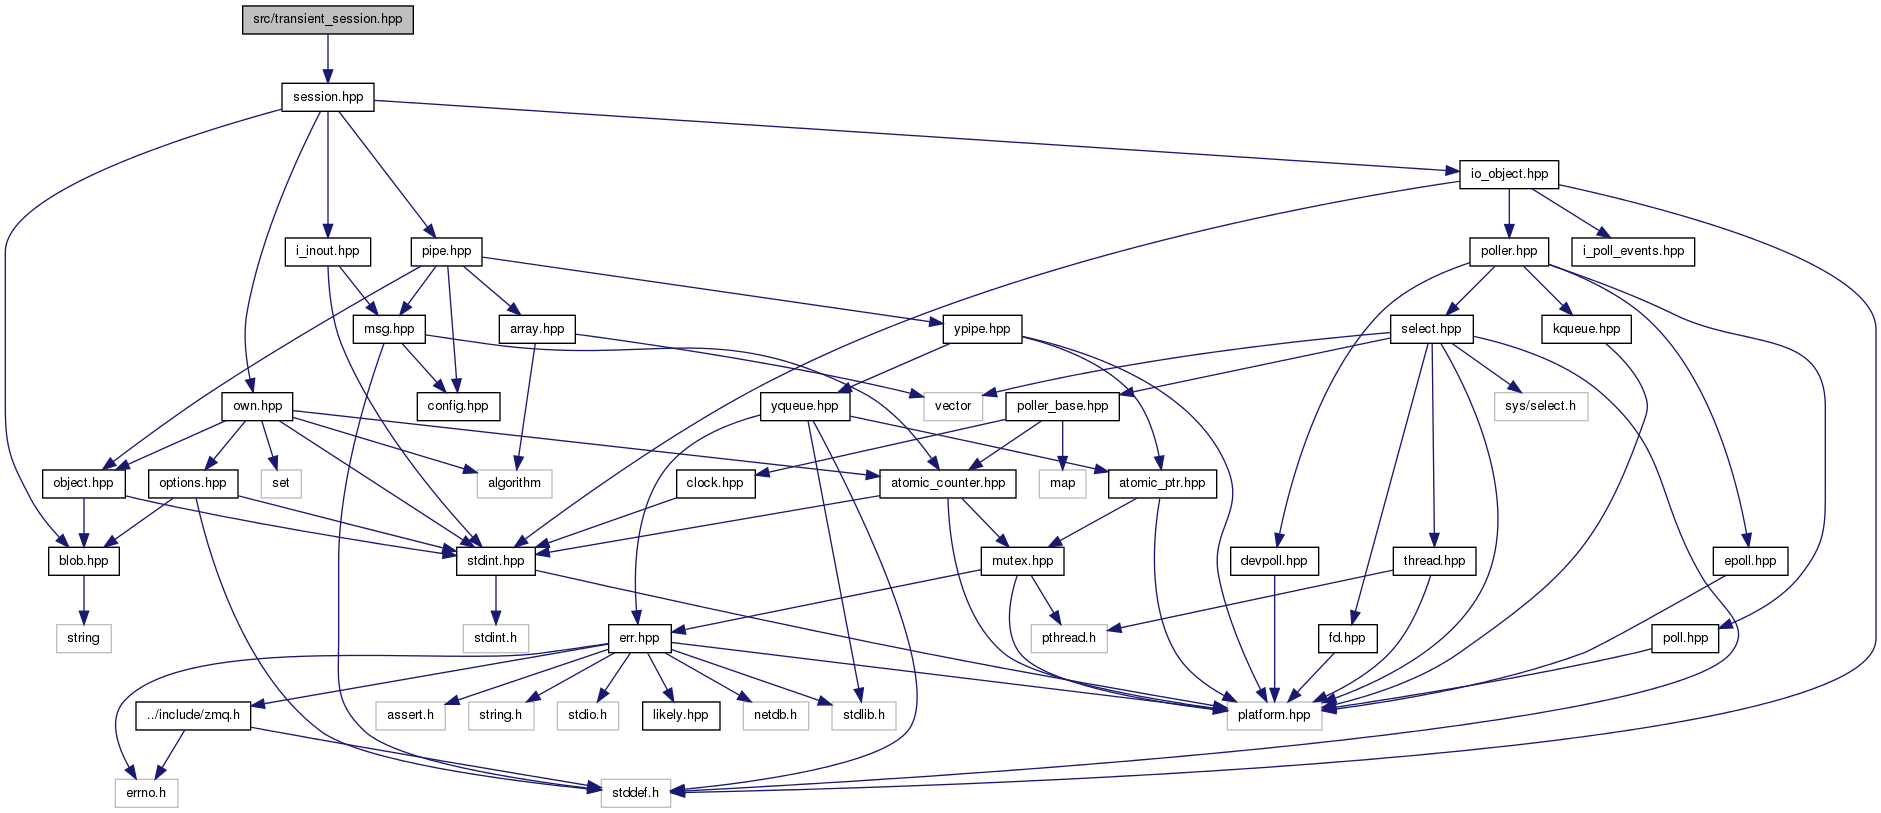 src/transient_session.hpp
session.hpp
io_object.hpp
i_inout.hpp
pipe.hpp
poller.hpp
i_poll_events.hpp
msg.hpp
array.hpp
ypipe.hpp
select.hpp
kqueue.hpp
own.hpp
config.hpp
yqueue.hpp
vector
poller_base.hpp
sys/select.h
object.hpp
options.hpp
set
algorithm
clock.hpp
atomic_counter.hpp
map
atomic_ptr.hpp
blob.hpp
stdint.hpp
mutex.hpp
devpoll.hpp
thread.hpp
epoll.hpp
string
stdint.h
err.hpp
pthread.h
fd.hpp
poll.hpp
../include/zmq.h
assert.h
string.h
stdio.h
likely.hpp
netdb.h
stdlib.h
platform.hpp
errno.h
stddef.h